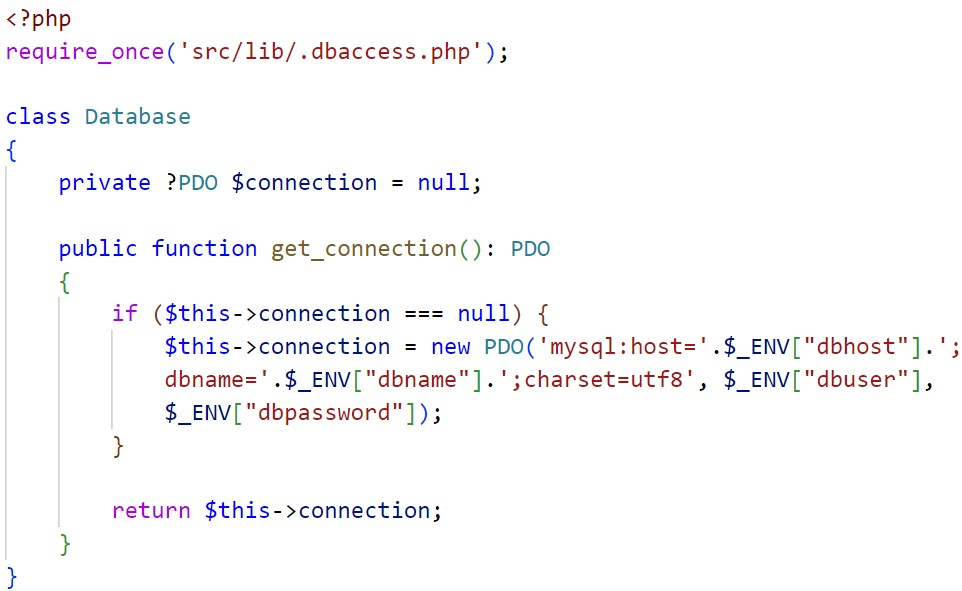 <?php
require_once('src/lib/.dbaccess.php');

class Database
{
    private ?PDO $connection = null;

    public function get_connection(): PDO
    {
        if ($this->connection === null) {
            $this->connection = new PDO('mysql:host='.$_ENV["dbhost"].';
            dbname='.$_ENV["dbname"].';charset=utf8', $_ENV["dbuser"],
            $_ENV["dbpassword"]);
        }

        return $this->connection;
    }
}